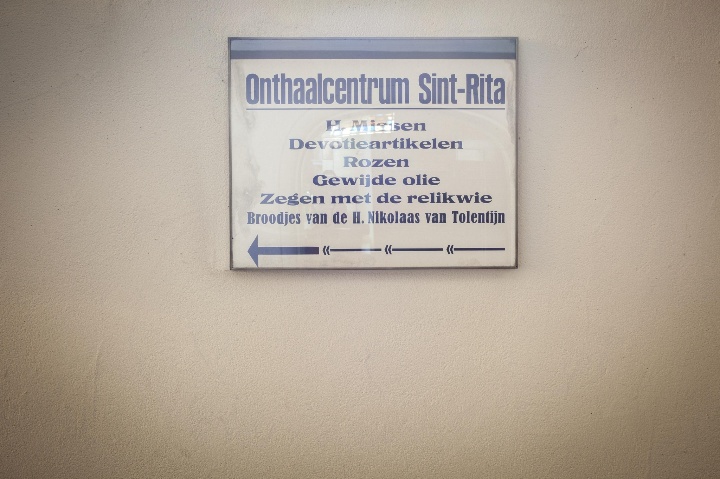 Onthaalcentrum Sint-Rita
H. Missen
Devotieartikelen
Rozen
Gewijde olie
Zegen met de relikwie
Broodjes van de H. Nikolaas van Tolentijn